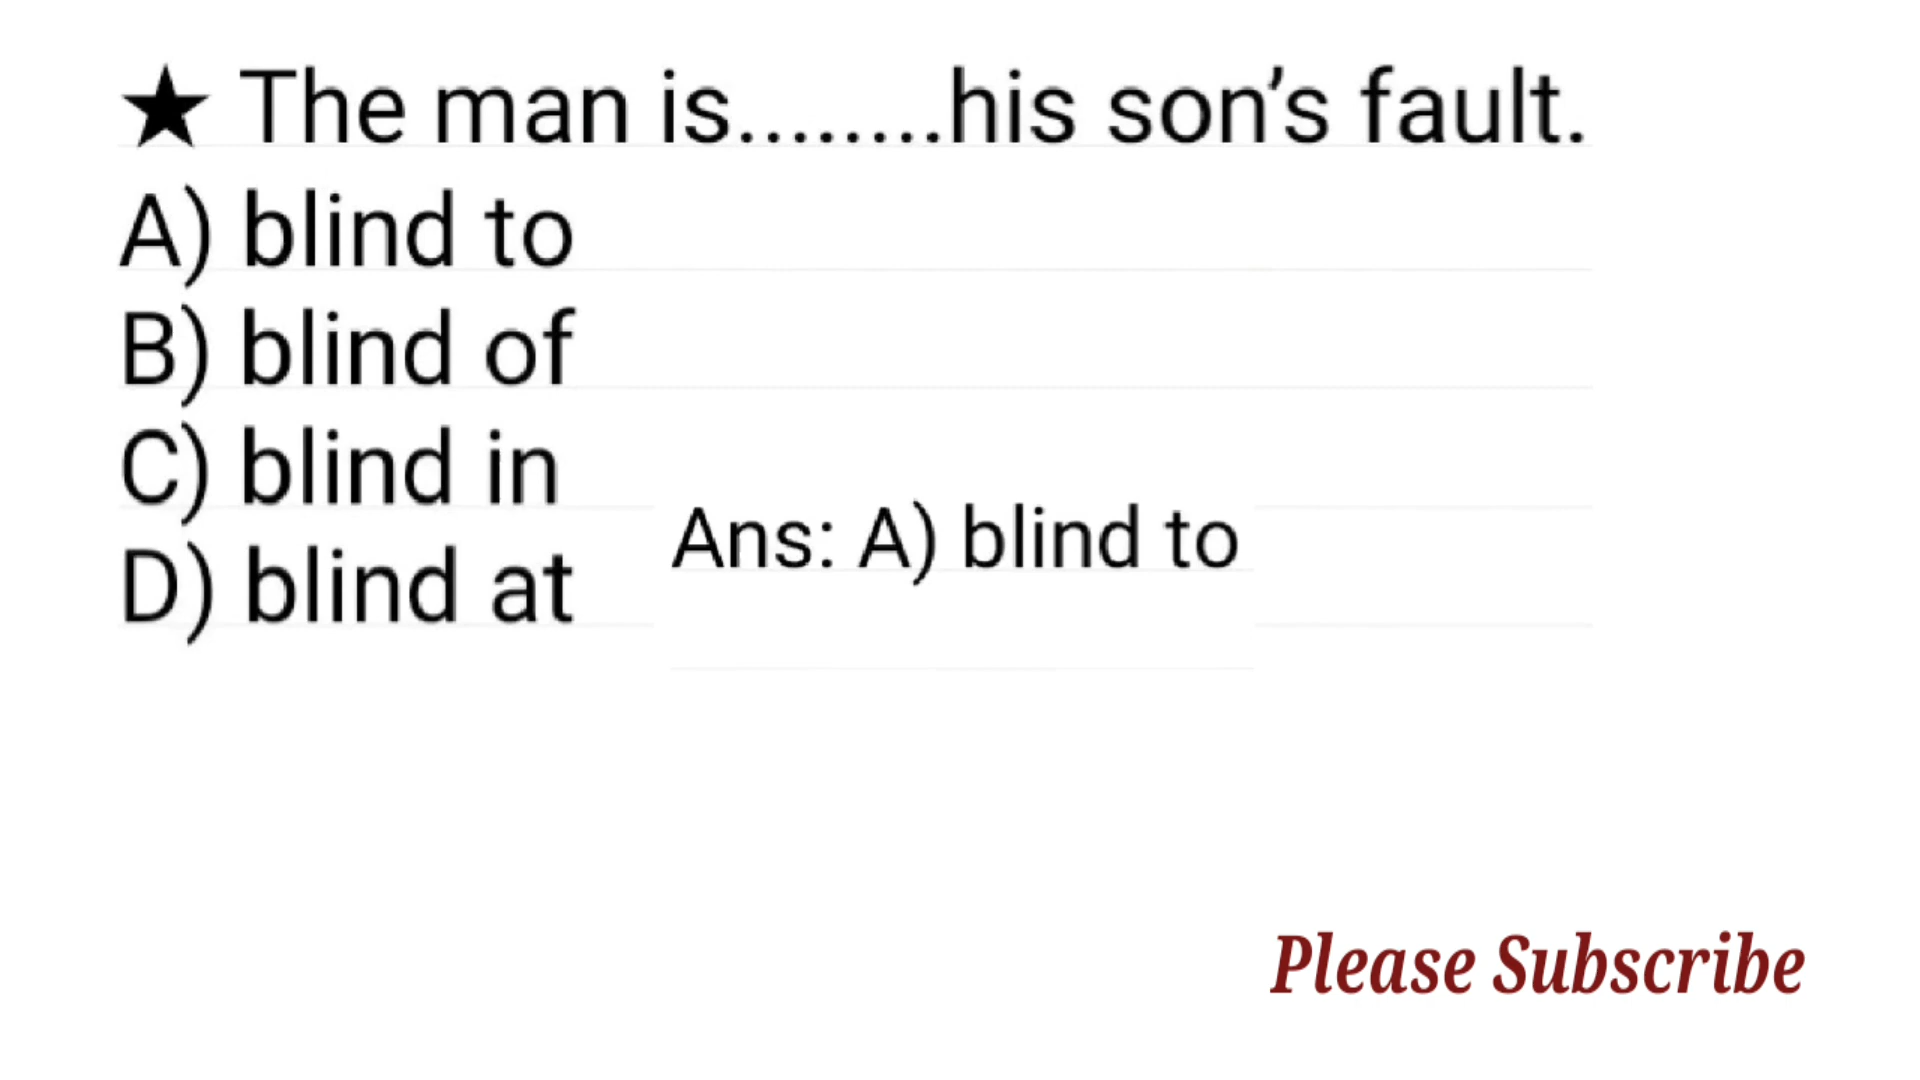 ★ The man is........his son’s fault.
A) blind to
B) blind of
C) blind in
D) blind at
Ans: A) blind to
Please Subscribe